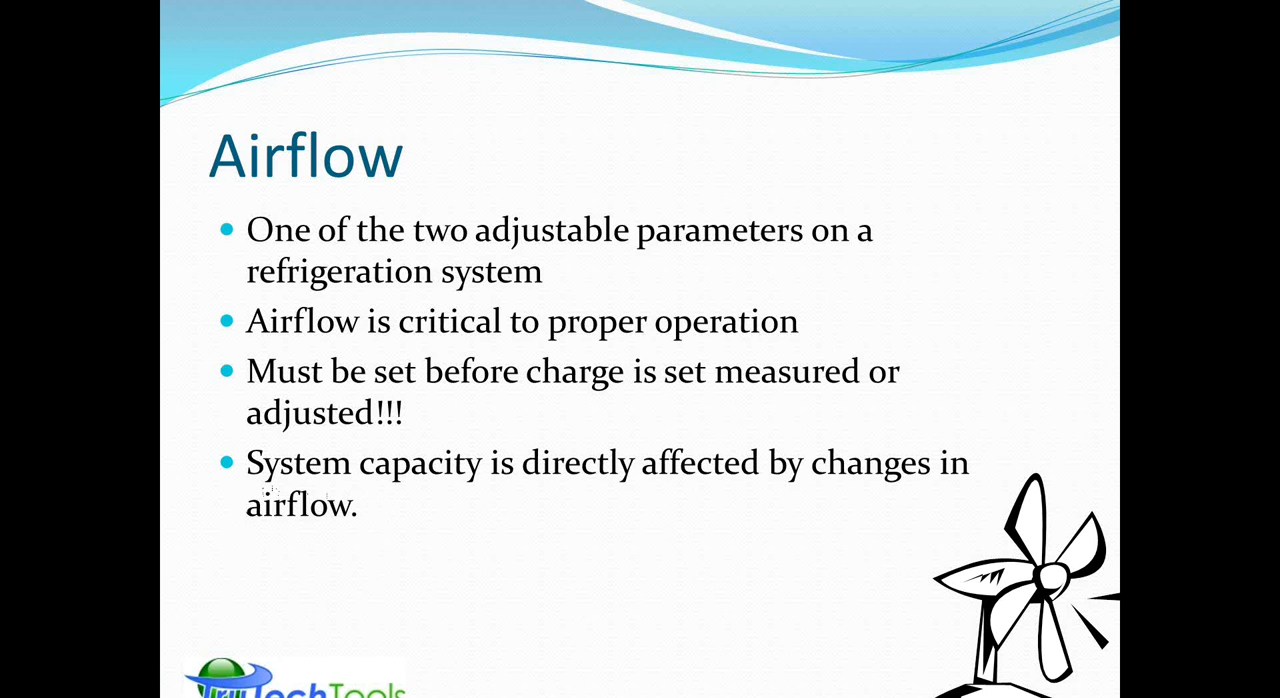 Airflow
One of the two adjustable parameters on a
refrigeration system
Airflow is critical to proper operation
Must be set before charge is set measured or
adjusted!!!
System capacity is directly affected by changes in
airflow.
TruTechTools